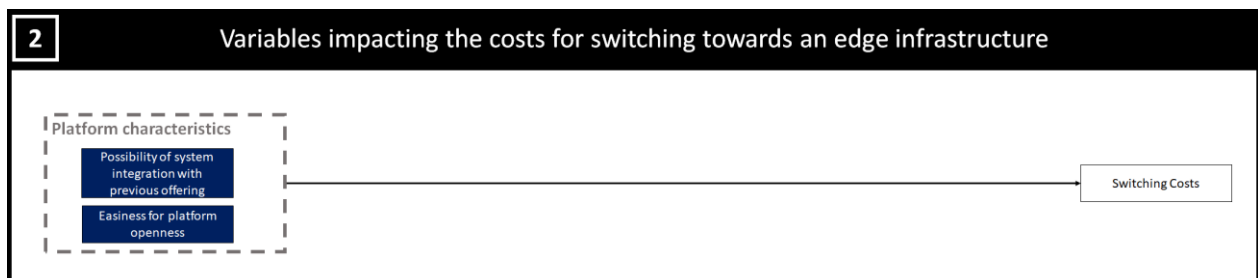 2
Variables impacting the costs for switching towards an edge infrastructure
Platform characteristics
Possibility of system
integration with
previous offering
Easiness for platform
openness
Switching Costs